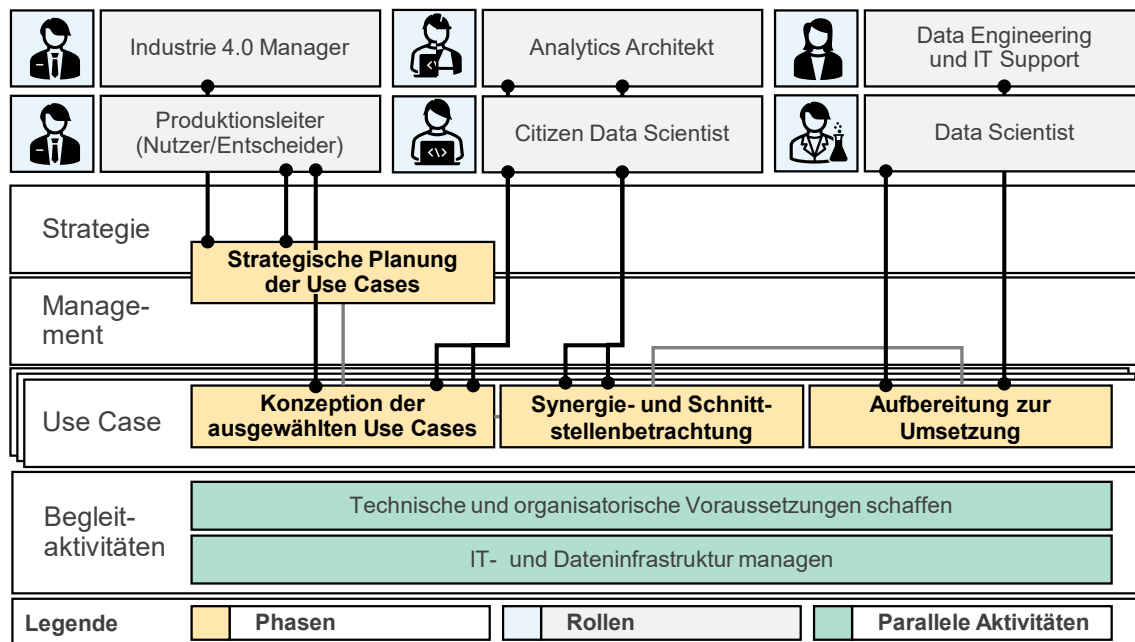 Industrie 4.0 Manager
Analytics Architekt
Data Engineering
und IT Support
Produktionsleiter
(Nutzer/Entscheider)
Citizen Data Scientist
Data Scientist
Strategie
Strategische Planung
der Use Cases
Manage-
ment
Use Case
Konzeption der
ausgewählten Use Cases
Synergie- und Schnitt-
stellenbetrachtung
Aufbereitung zur
Umsetzung
Begleit-
aktivitäten
Technische und organisatorische Voraussetzungen schaffen
IT- und Dateninfrastruktur managen
Legende
Phasen
Rollen
Parallele Aktivitäten